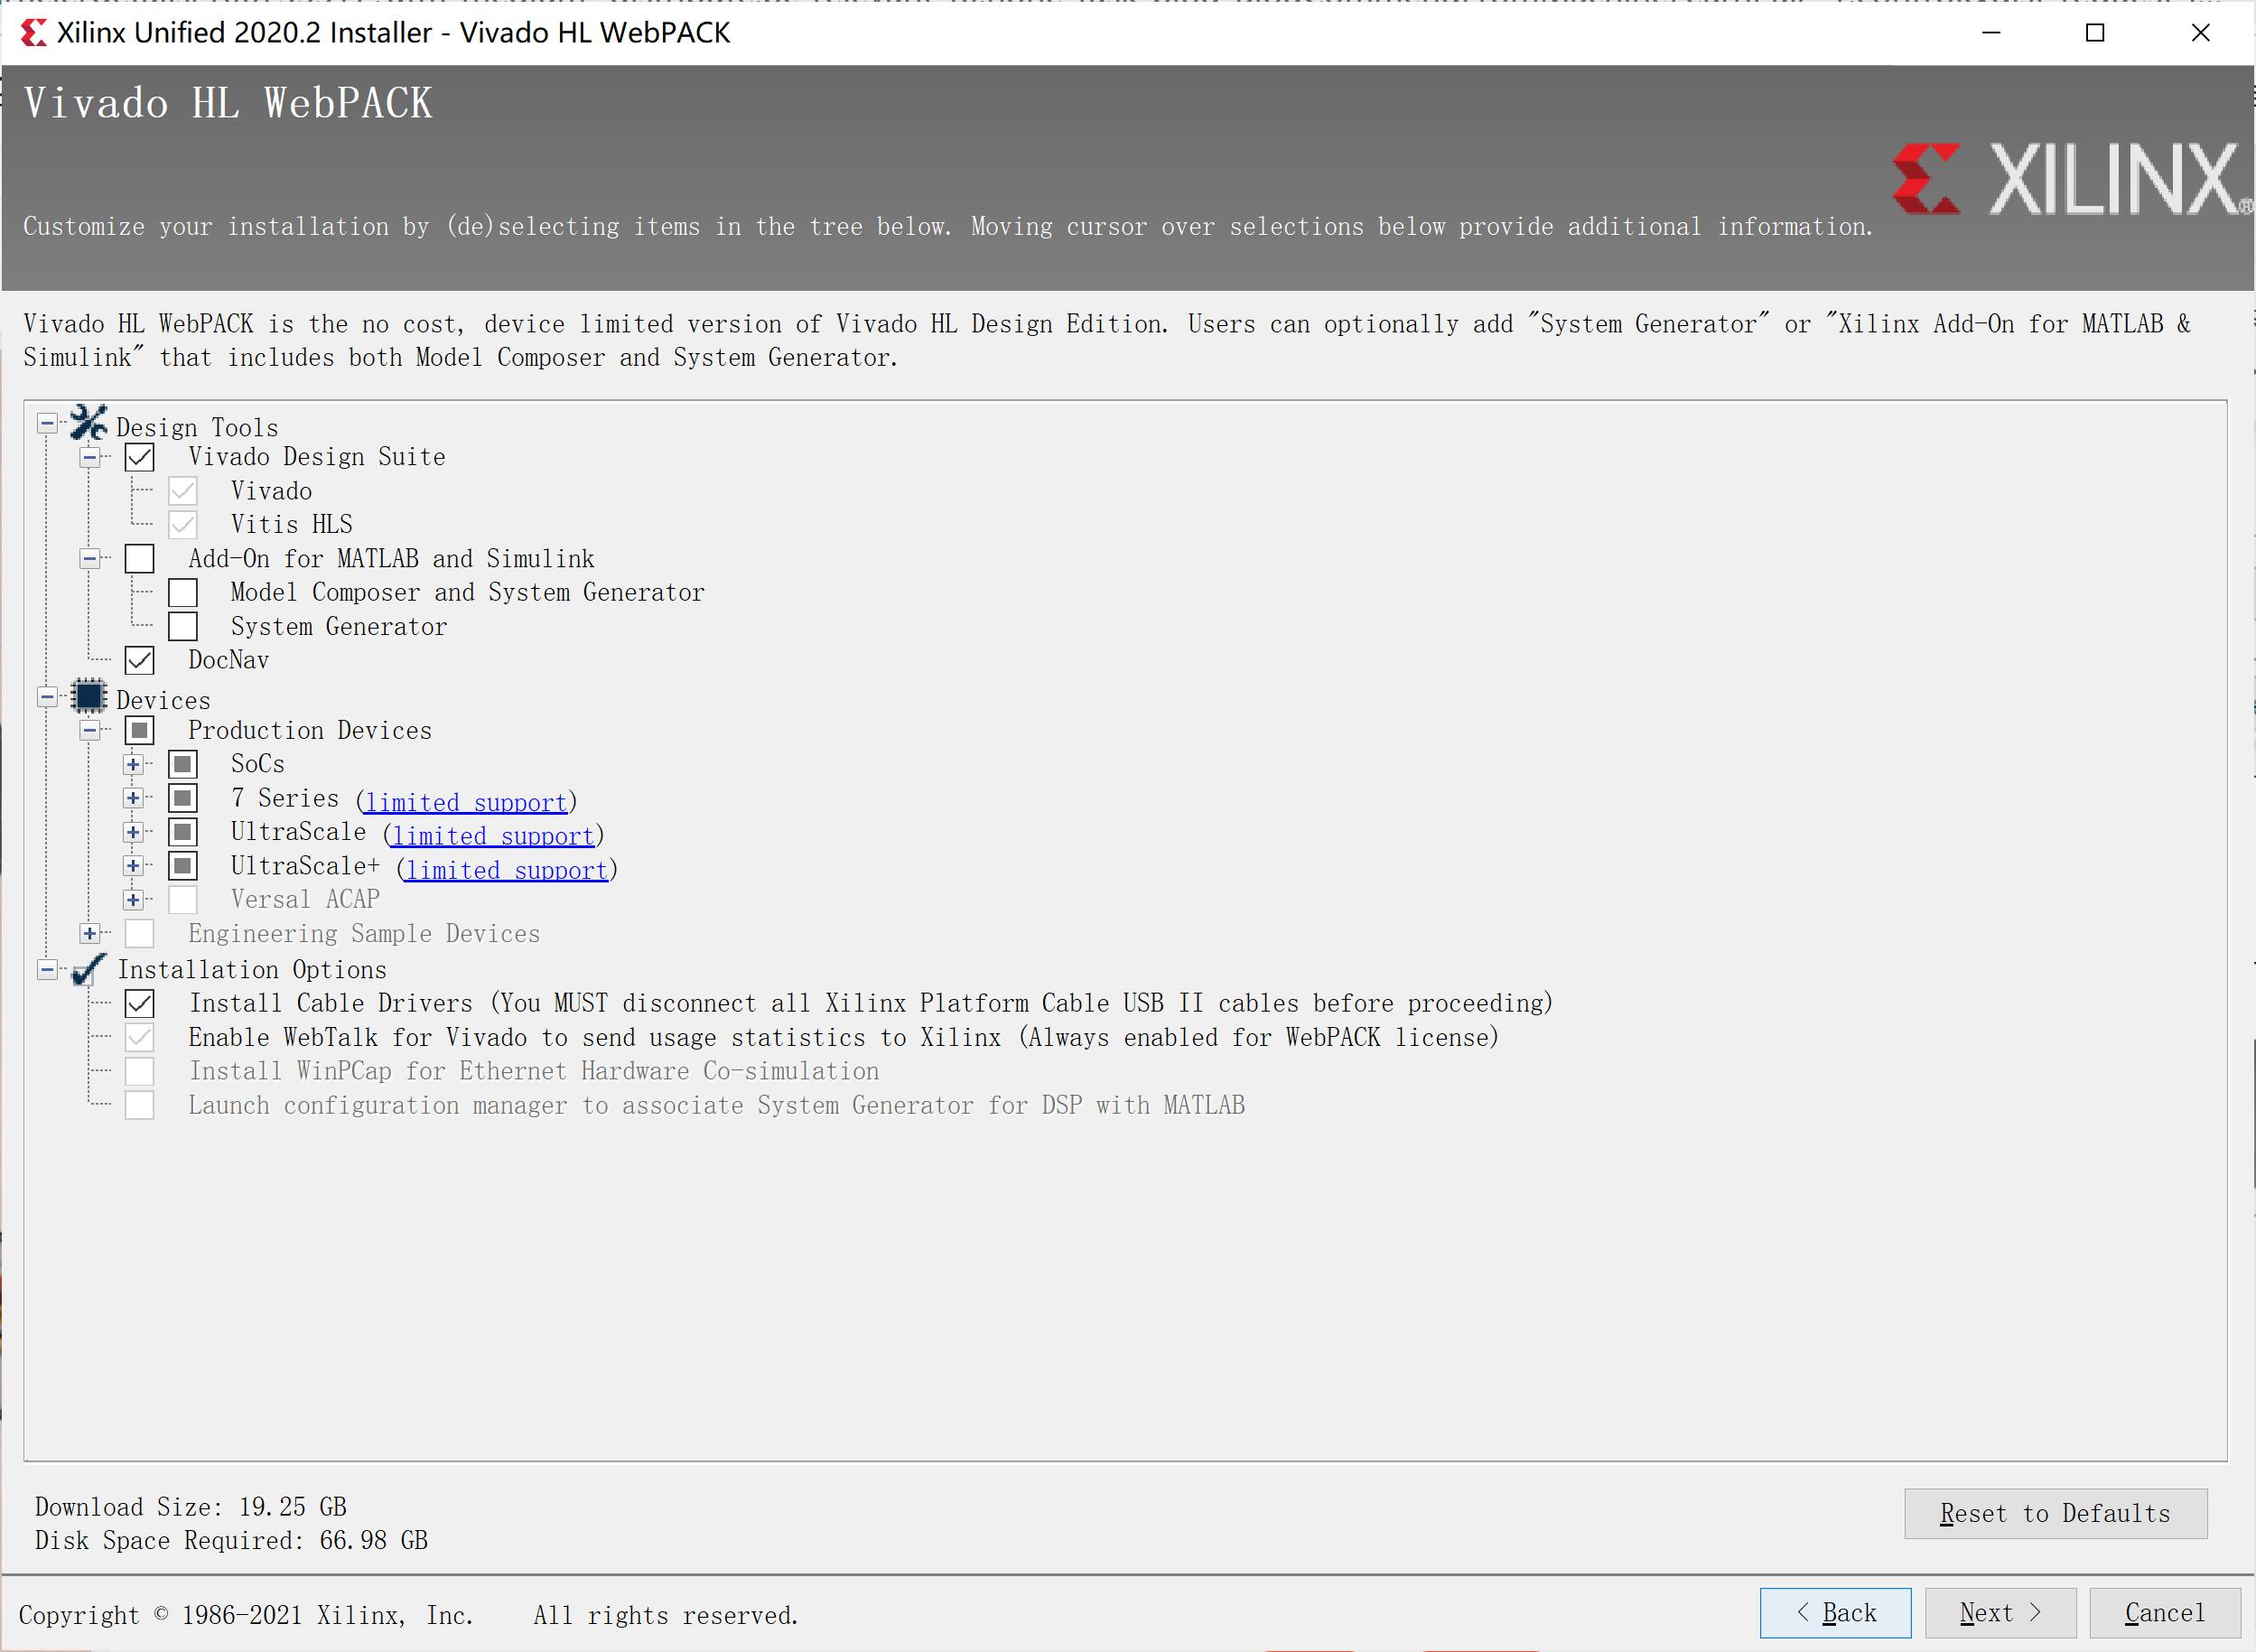 Xilinx Unified 2020.2 Installer - Vivado HL WebPACK
Vivado HL WebPACK
XILINX®
Customize your installation by (de)selecting items in the tree below. Moving cursor over selections below provide additional information.
Vivado HL WebPACK is the no cost, device limited version of Vivado HL Design Edition. Users can optionally add "System Generator" or "Xilinx Add-On for MATLAB &
Simulink" that includes both Model Composer and System Generator.
Design Tools
Vivado Design Suite
Vivado
Vitis HLS
Add-On for MATLAB and Simulink
Model Composer and System Generator
System Generator
DocNav
Devices
Production Devices
SoCs
7 Series (limited support)
UltraScale (limited support)
UltraScale+ (limited support)
Versal ACAP
Engineering Sample Devices
Installation Options
Install Cable Drivers (You MUST disconnect all Xilinx Platform Cable USB II cables before proceeding)
Enable WebTalk for Vivado to send usage statistics to Xilinx (Always enabled for WebPACK license)
Install WinPCap for Ethernet Hardware Co-simulation
Launch configuration manager to associate System Generator for DSP with MATLAB
Download Size: 19.25 GB
Disk Space Required: 66.98 GB
Reset to Defaults
Copyright © 1986-2021 Xilinx, Inc. All rights reserved.
< Back
Next >
Cancel